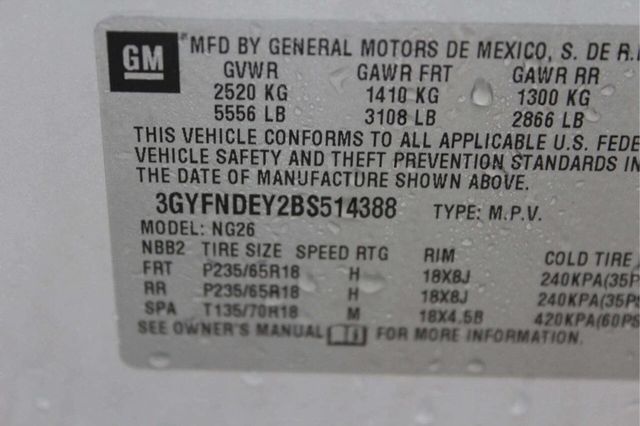 GM
MFD BY GENERAL MOTORS DE MEXICO, S. DE R.
GVWR GAWR FRT GAWR RR
2520 KG 1410 KG 1300 KG
5556 LB 3108 LB 2866 LB
THIS VEHICLE CONFORMS TO ALL APPLICABLE U.S. FEDE
VEHICLE SAFETY AND THEFT PREVENTION STANDARDS IN
THE DATE OF MANUFACTURE SHOWN ABOVE.
3GYFNDEY2BS514388 TYPE: M.P.V.
MODEL: NG26
NBB2 TIRE SIZE SPEED RTG RIM COLD TIRE
FRT P235/65R18 H 18X8J 240KPA(35P
RR P235/65R18 H 18X8J 240KPA(35PS
SPA T135/70R18 M 18X4.5B 420KPA(60PS
SEE OWNER'S MANUAL FOR MORE INFORMATION.